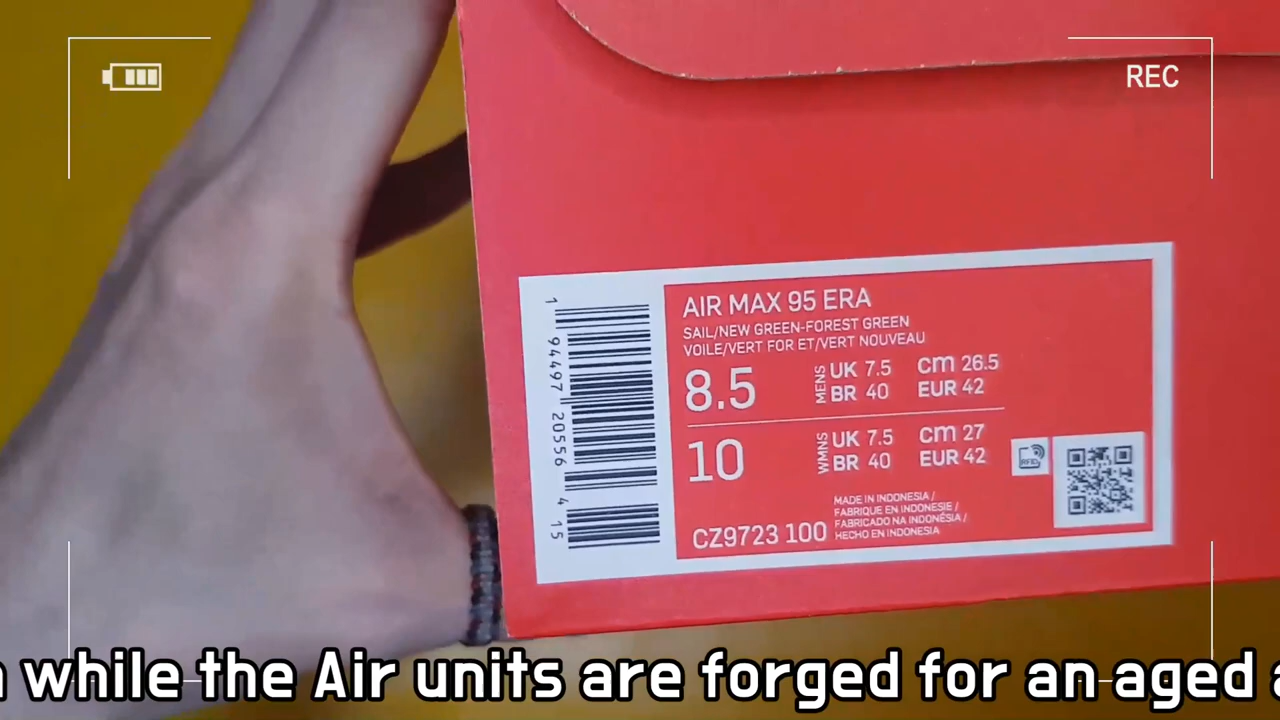 REC
AIR MAX 95 ERA
SAIL/NEW GREEN-FOREST GREEN
VOILE/VERT FOR ET/VERT NOUVEAU
8.5 MENS UK 7.5 cm 26.5
BR 40 EUR 42
10 WMNS UK 7.5 cm 27
BR 40 EUR 42
RFID
CZ9723 100
MADE IN INDONESIA /
FABRIQUE EN INDONESIE /
FABRICADO NA INDONÉSIA /
HECHO EN INDONESIA
1 94497 20556 4 15
while the Air units are forged for an aged